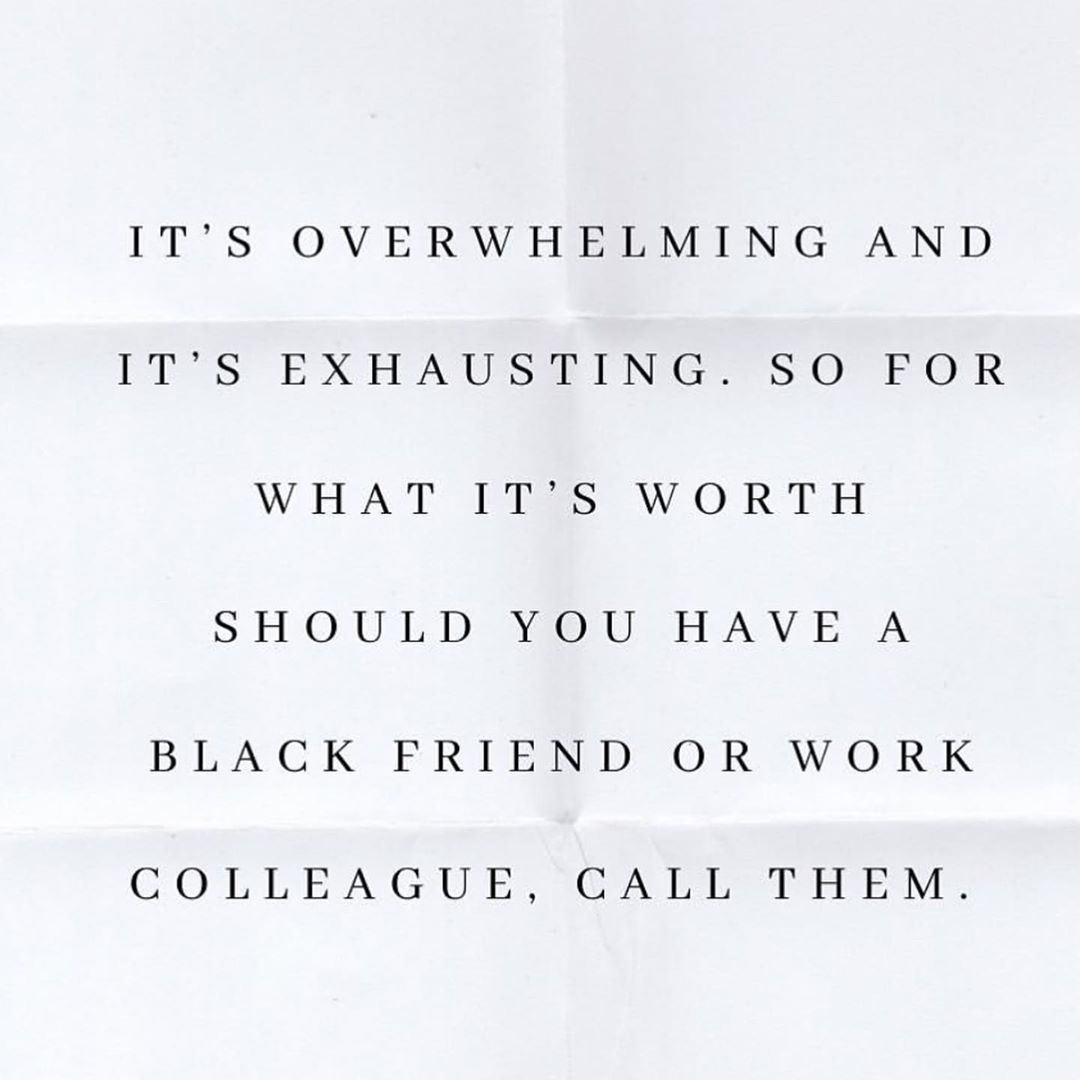 IT’S OVERWHELMING AND
IT’S EXHAUSTING. SO FOR
WHAT IT’S WORTH
SHOULD YOU HAVE A
BLACK FRIEND OR WORK
COLLEAGUE, CALL THEM.